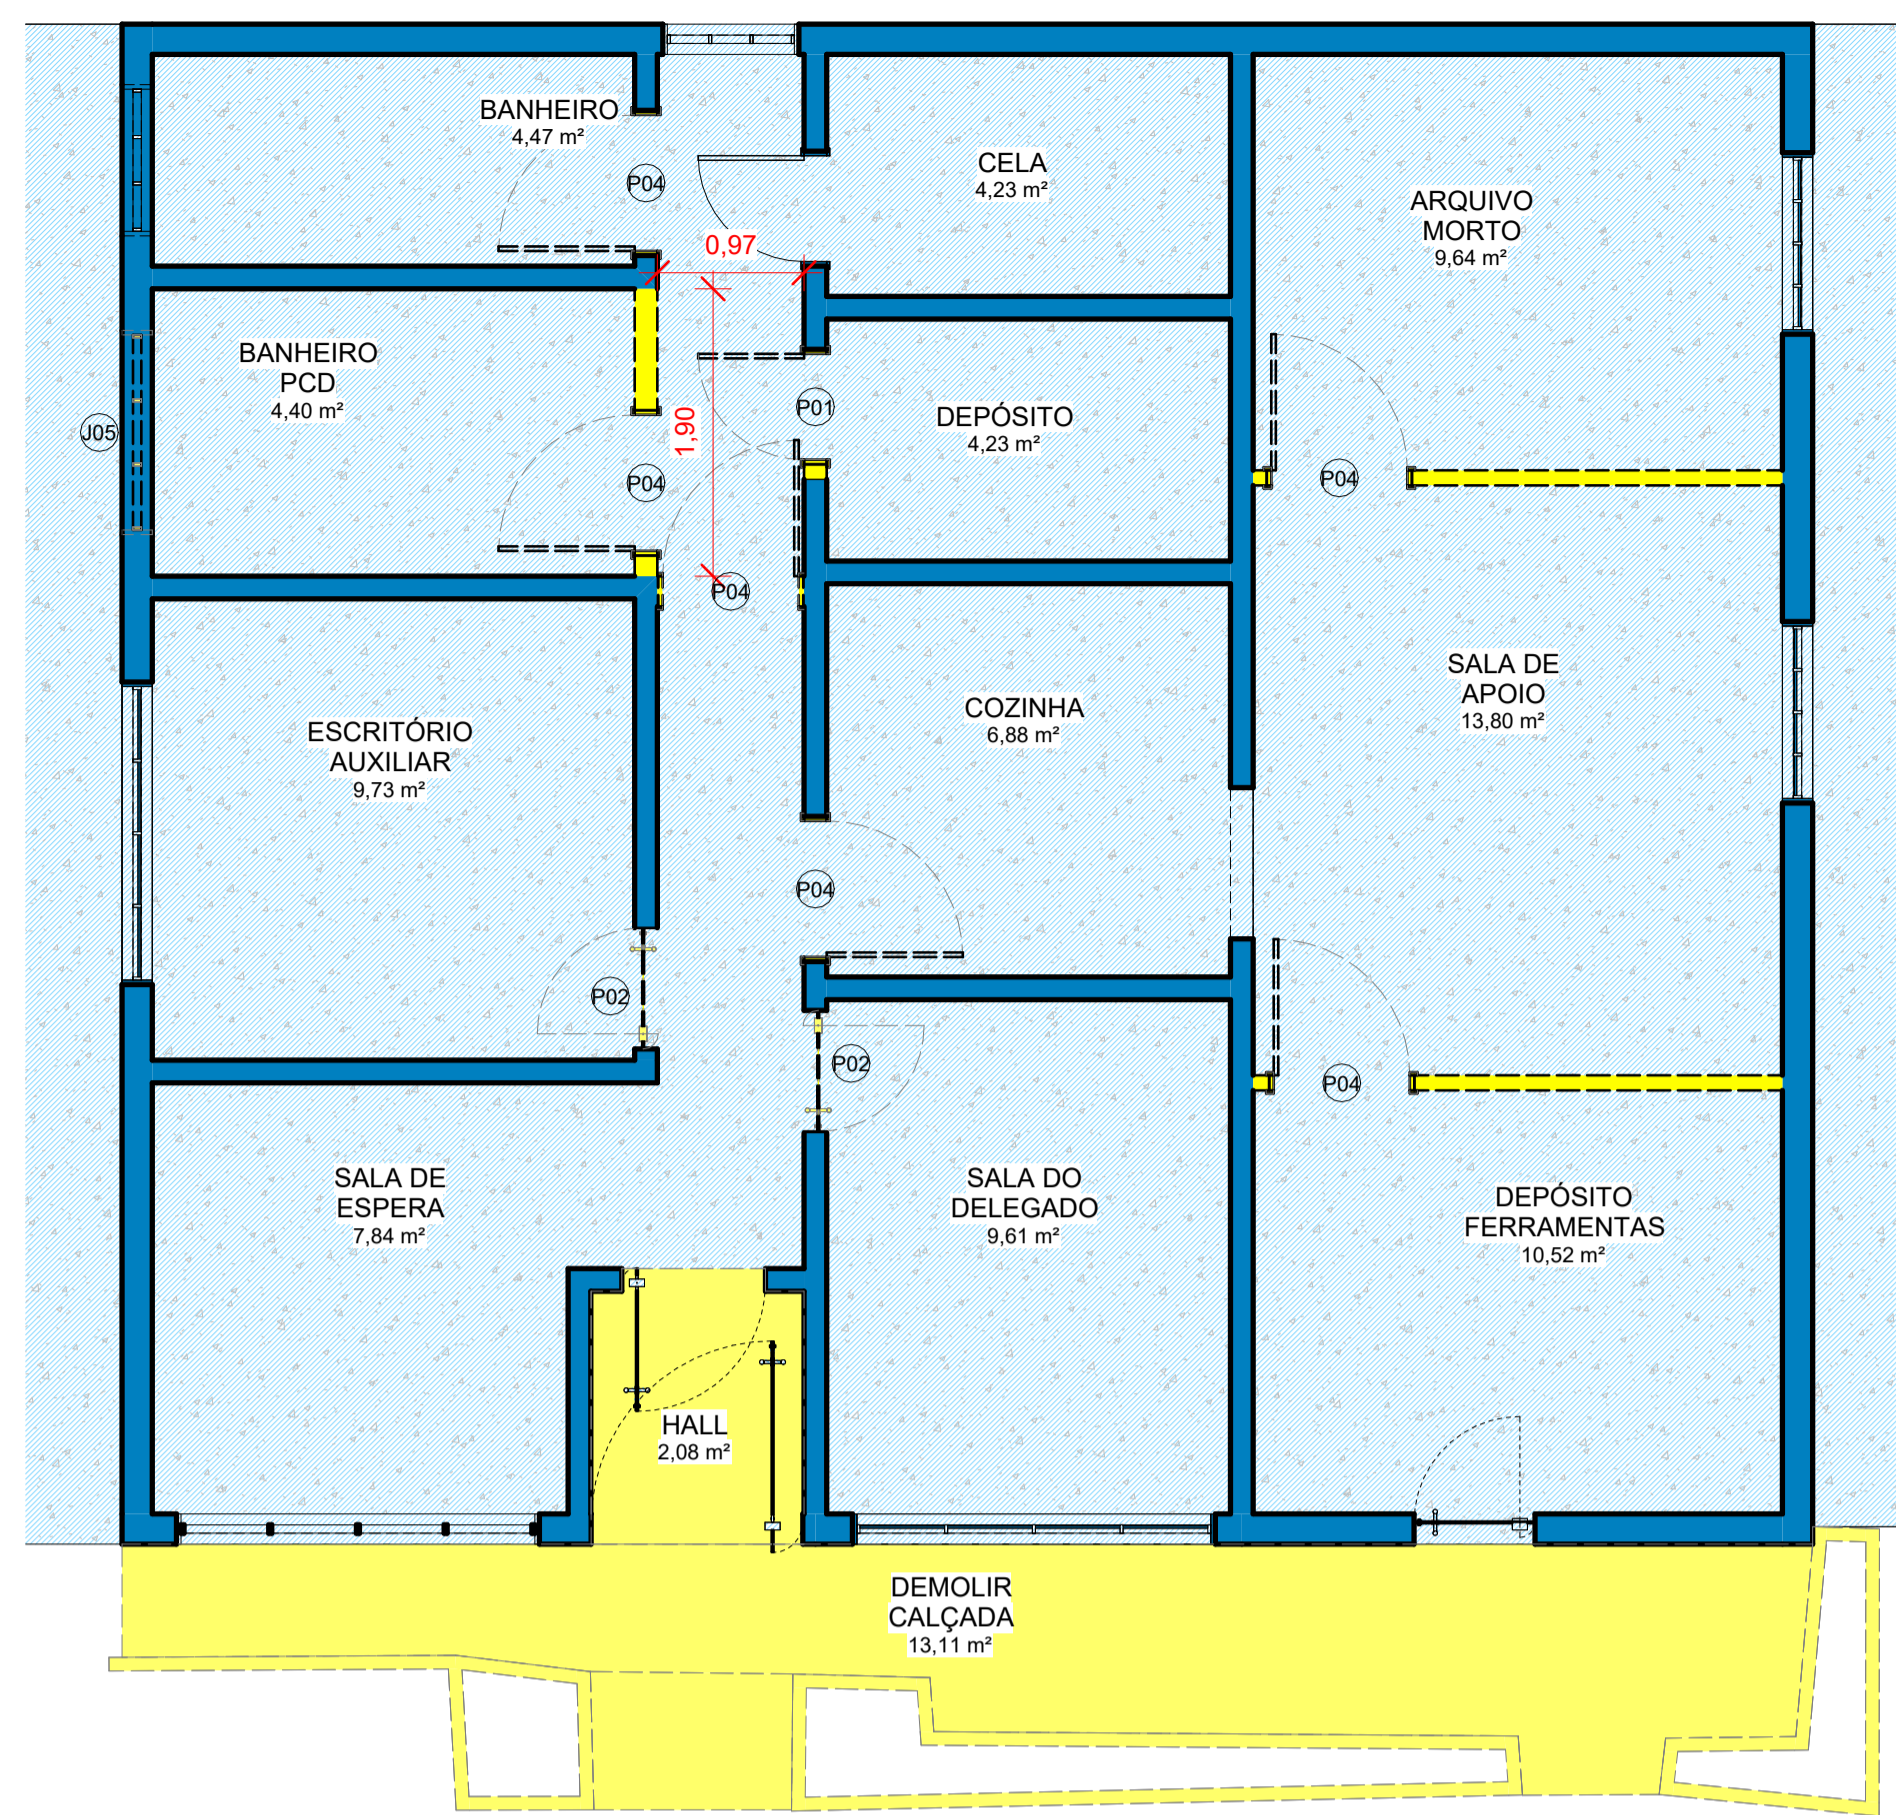 BANHEIRO
4,47 m²
P04
CELA
4,23 m²
ARQUIVO
MORTO
9,64 m²
0,97
BANHEIRO
PCD
4,40 m²
J05
1,90
P01
DEPÓSITO
4,23 m²
P04
P04
P04
SALA DE
APOIO
13,80 m²
ESCRITÓRIO
AUXILIAR
9,73 m²
COZINHA
6,88 m²
P04
P02
P02
P04
SALA DE
ESPERA
7,84 m²
SALA DO
DELEGADO
9,61 m²
DEPÓSITO
FERRAMENTAS
10,52 m²
HALL
2,08 m²
DEMOLIR
CALÇADA
13,11 m²